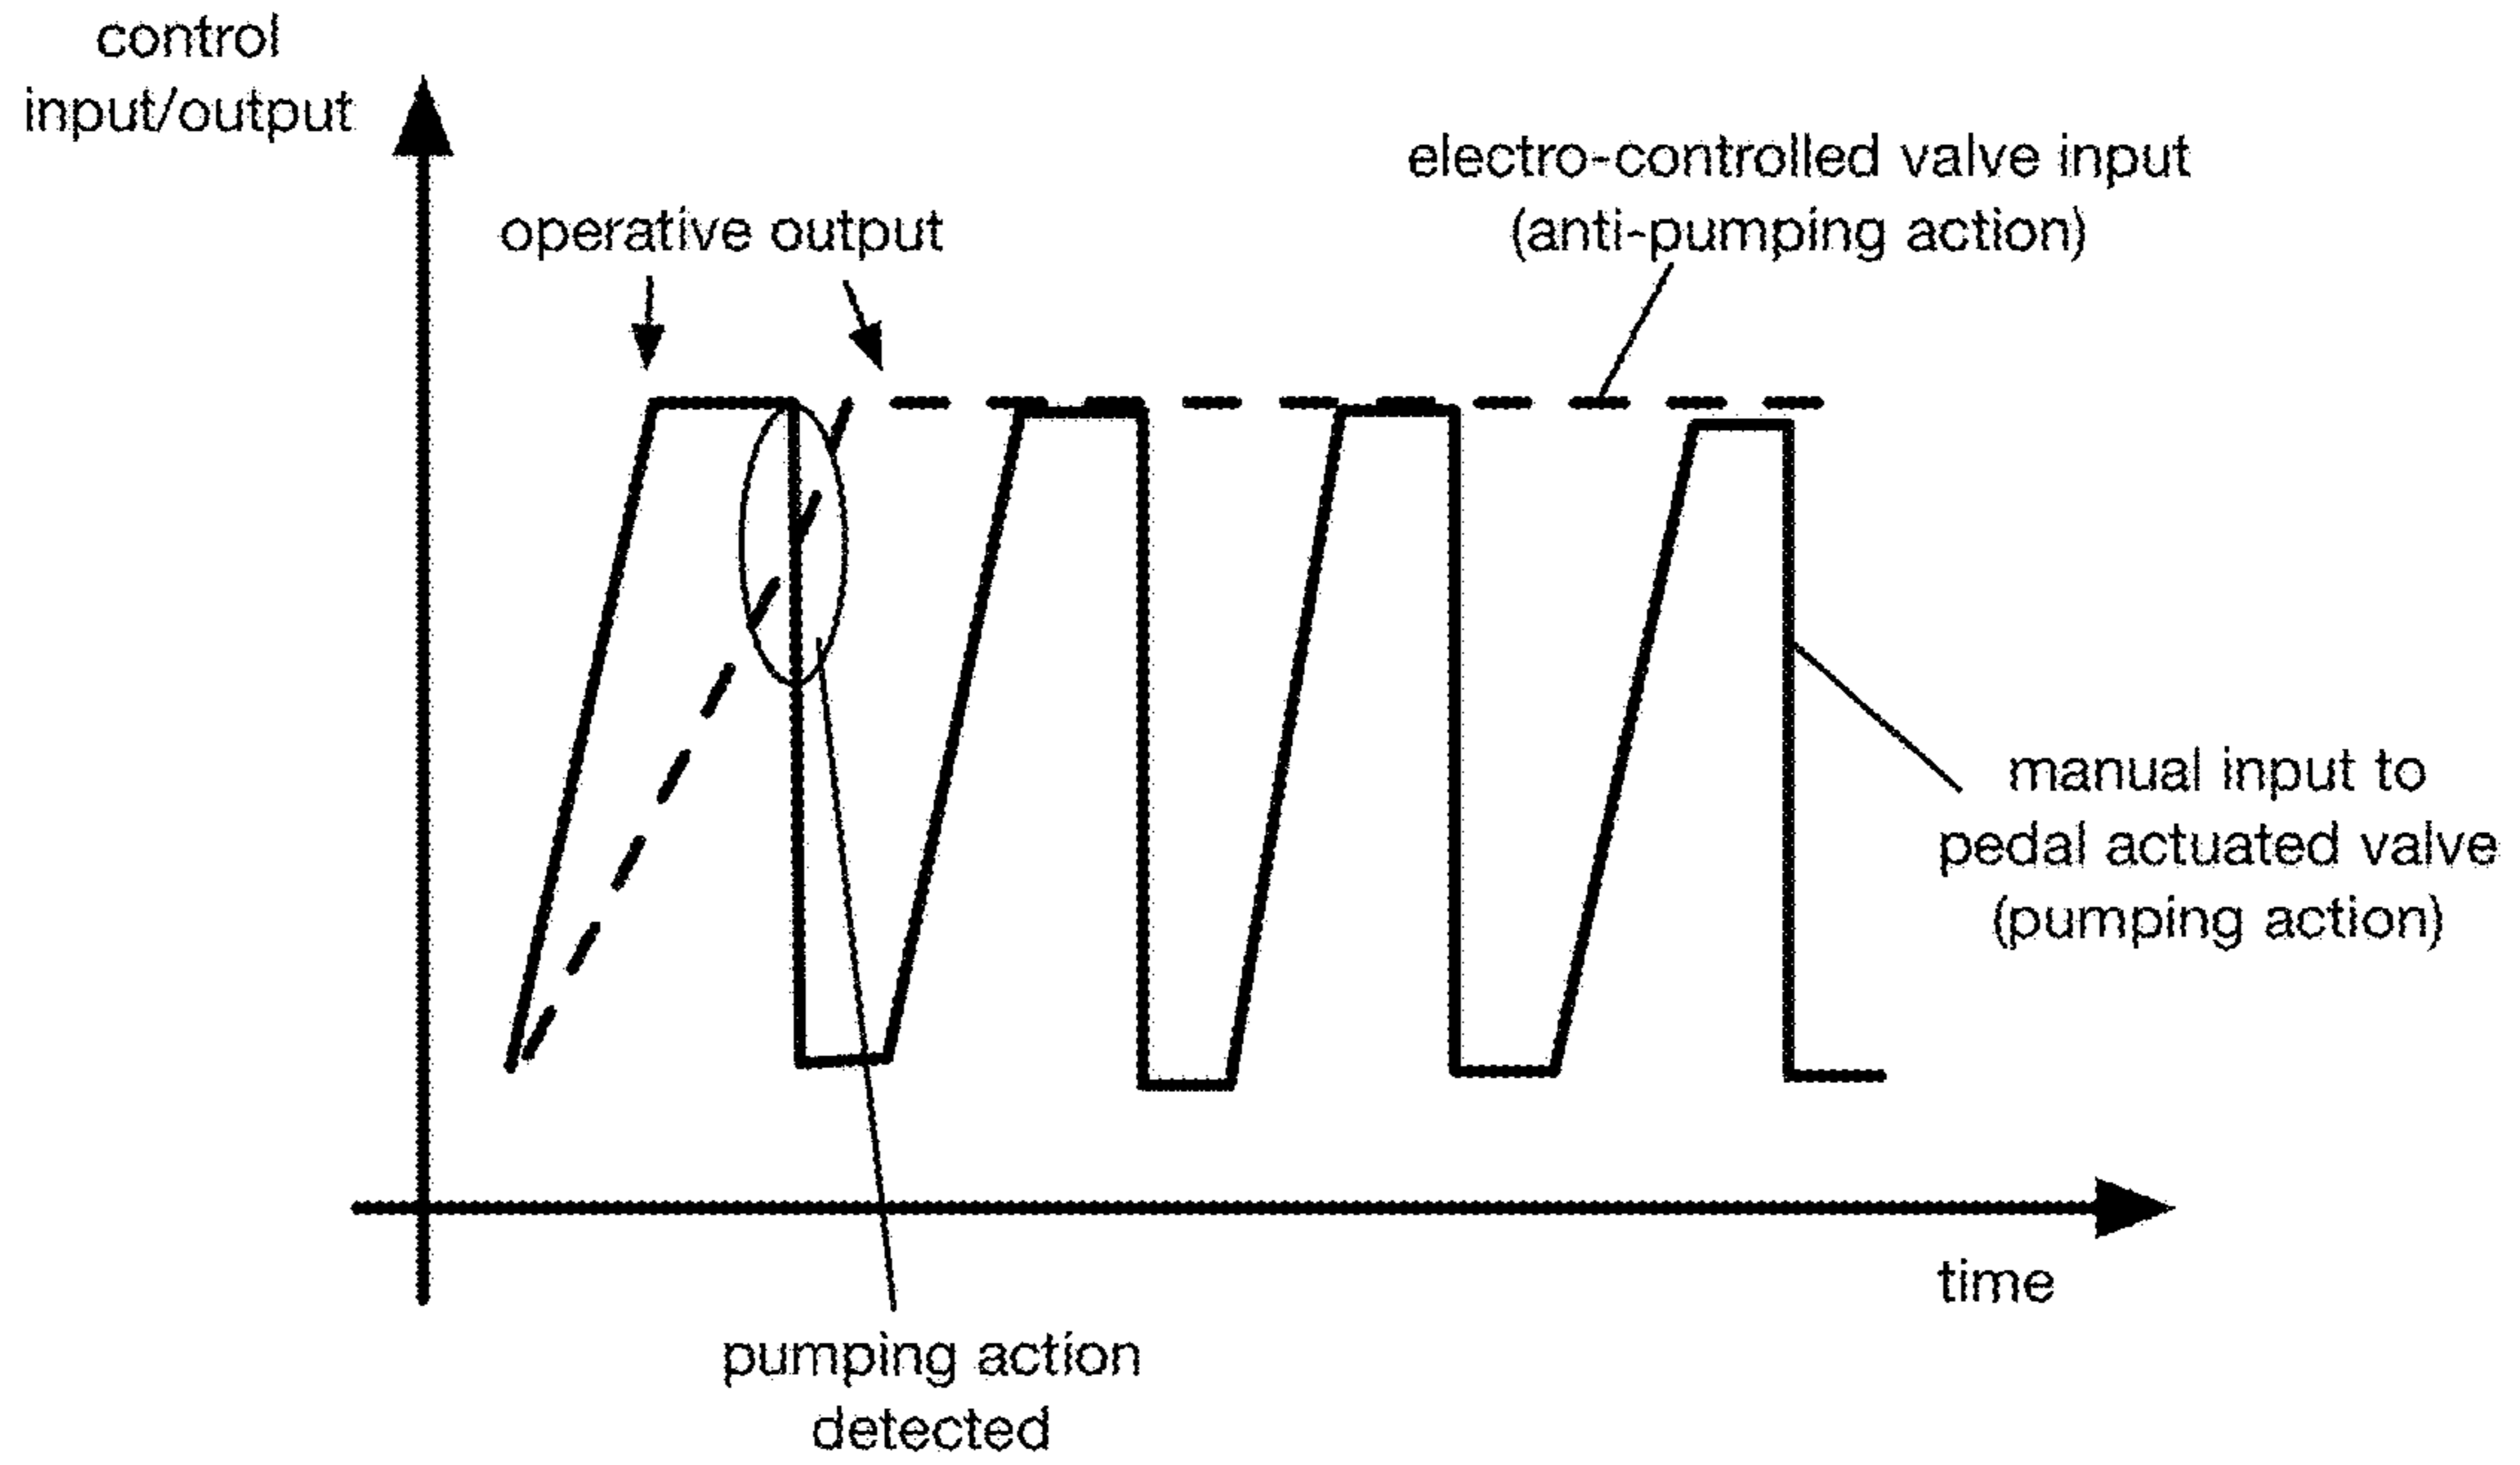 control
input/output
electro-controlled valve input
(anti-pumping action)
operative output
manual input to
pedal actuated valve
(pumping action)
time
pumping action
detected